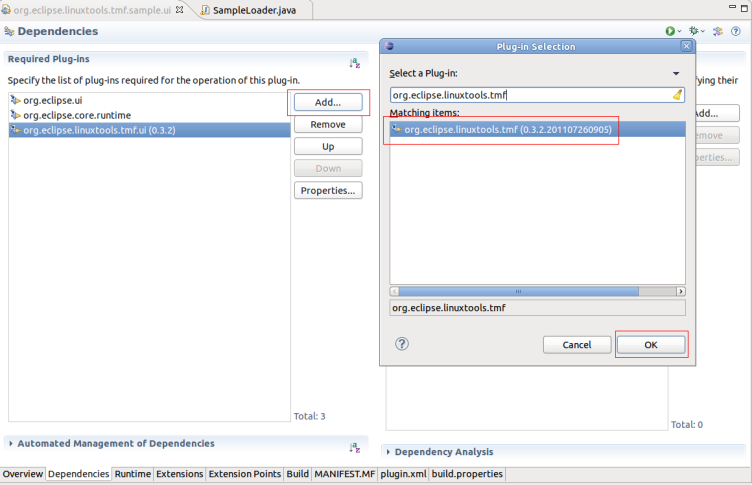 org.eclipse.linuxtools.tmf.sample.ui
SampleLoader.java
Dependencies
Required Plug-ins
Specify the list of plug-ins required for the operation of this plug-in.
org.eclipse.ui
org.eclipse.core.runtime
org.eclipse.linuxtools.tmf.ui (0.3.2)
Add...
Remove
Up
Down
Properties...
Total: 3
Plug-in Selection
Select a Plug-in:
org.eclipse.linuxtools.tmf
Matching items:
org.eclipse.linuxtools.tmf (0.3.2.201107260905)
org.eclipse.linuxtools.tmf
Cancel
OK
fying their
Add...
emove
perties...
Total: 0
Automated Management of Dependencies
Dependency Analysis
Overview Dependencies Runtime Extensions Extension Points Build MANIFEST.MF plugin.xml build.properties